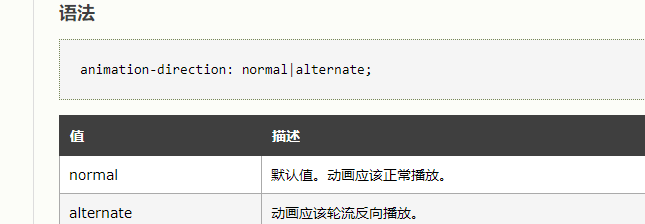 语法
animation-direction: normal|alternate;
值 描述
normal 默认值。动画应该正常播放。
alternate 动画应该轮流反向播放。